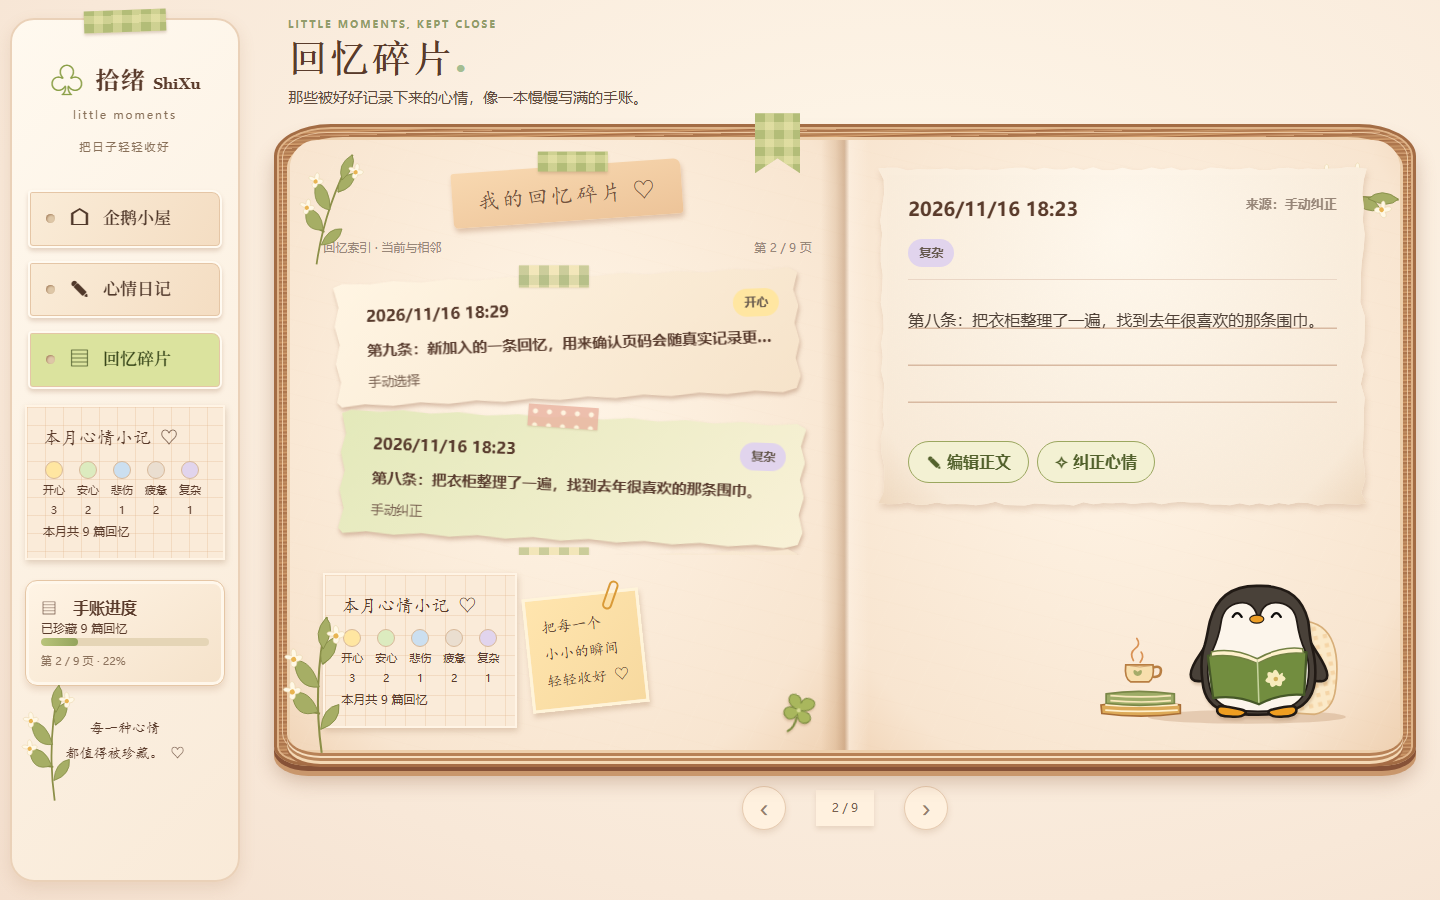 拾绪 ShiXu
little moments
把日子轻轻收好
企鹅小屋
心情日记
回忆碎片
本月心情小记 ♡
开心 安心 悲伤 疲惫 复杂
3 2 1 2 1
本月共 9 篇回忆
手账进度
已珍藏 9 篇回忆
第 2 / 9 页 · 22%
每一种心情
都值得被珍藏。 ♡
LITTLE MOMENTS, KEPT CLOSE
回忆碎片.
那些被好好记录下来的心情，像一本慢慢写满的手账。
我的回忆碎片 ♡
回忆索引 · 当前与相邻
第 2 / 9 页
2026/11/16 18:29
开心
第九条：新加入的一条回忆，用来确认页码会随真实记录更...
手动选择
2026/11/16 18:23
复杂
第八条：把衣柜整理了一遍，找到去年很喜欢的那条围巾。
手动纠正
本月心情小记 ♡
开心 安心 悲伤 疲惫 复杂
3 2 1 2 1
本月共 9 篇回忆
把每一个
小小的瞬间
轻轻收好 ♡
2026/11/16 18:23
来源：手动纠正
复杂
第八条：把衣柜整理了一遍，找到去年很喜欢的那条围巾。
编辑正文
纠正心情
‹ 2 / 9 ›